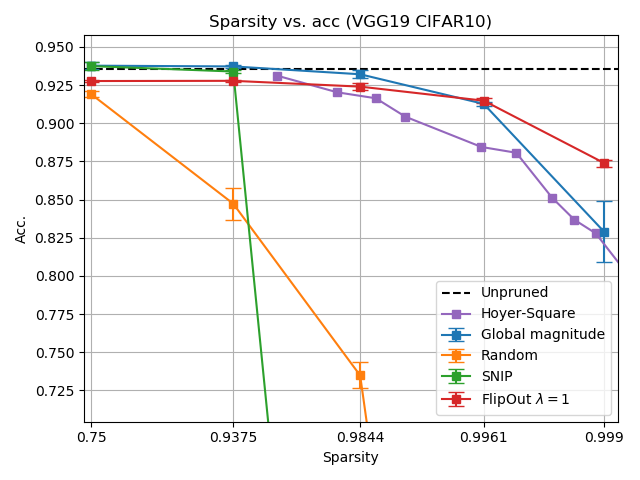 Sparsity vs. acc (VGG19 CIFAR10)
0.950
0.925
0.900
0.875
0.850
0.825
0.800
0.775
0.750
0.725
Acc.
Unpruned
Hoyer-Square
Global magnitude
Random
SNIP
FlipOut λ = 1
0.75 0.9375 0.9844 0.9961 0.999
Sparsity